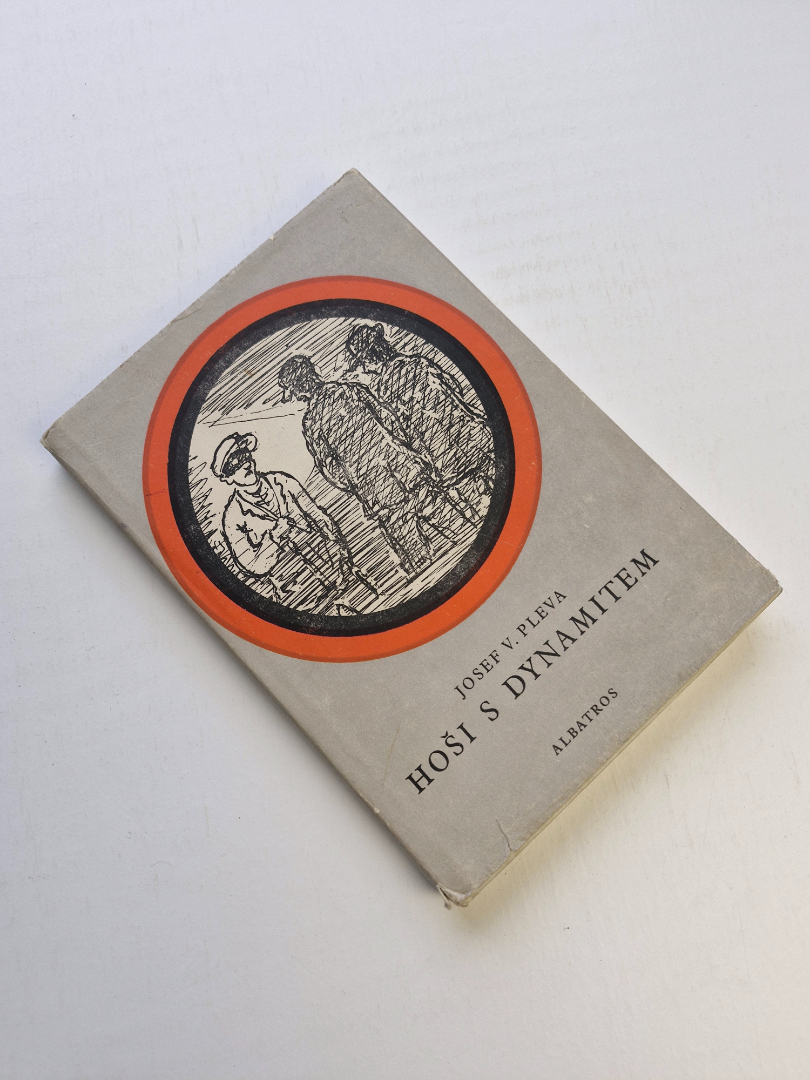 JOSEF V. PLEVA
HOŠI S DYNAMITEM
ALBATROS